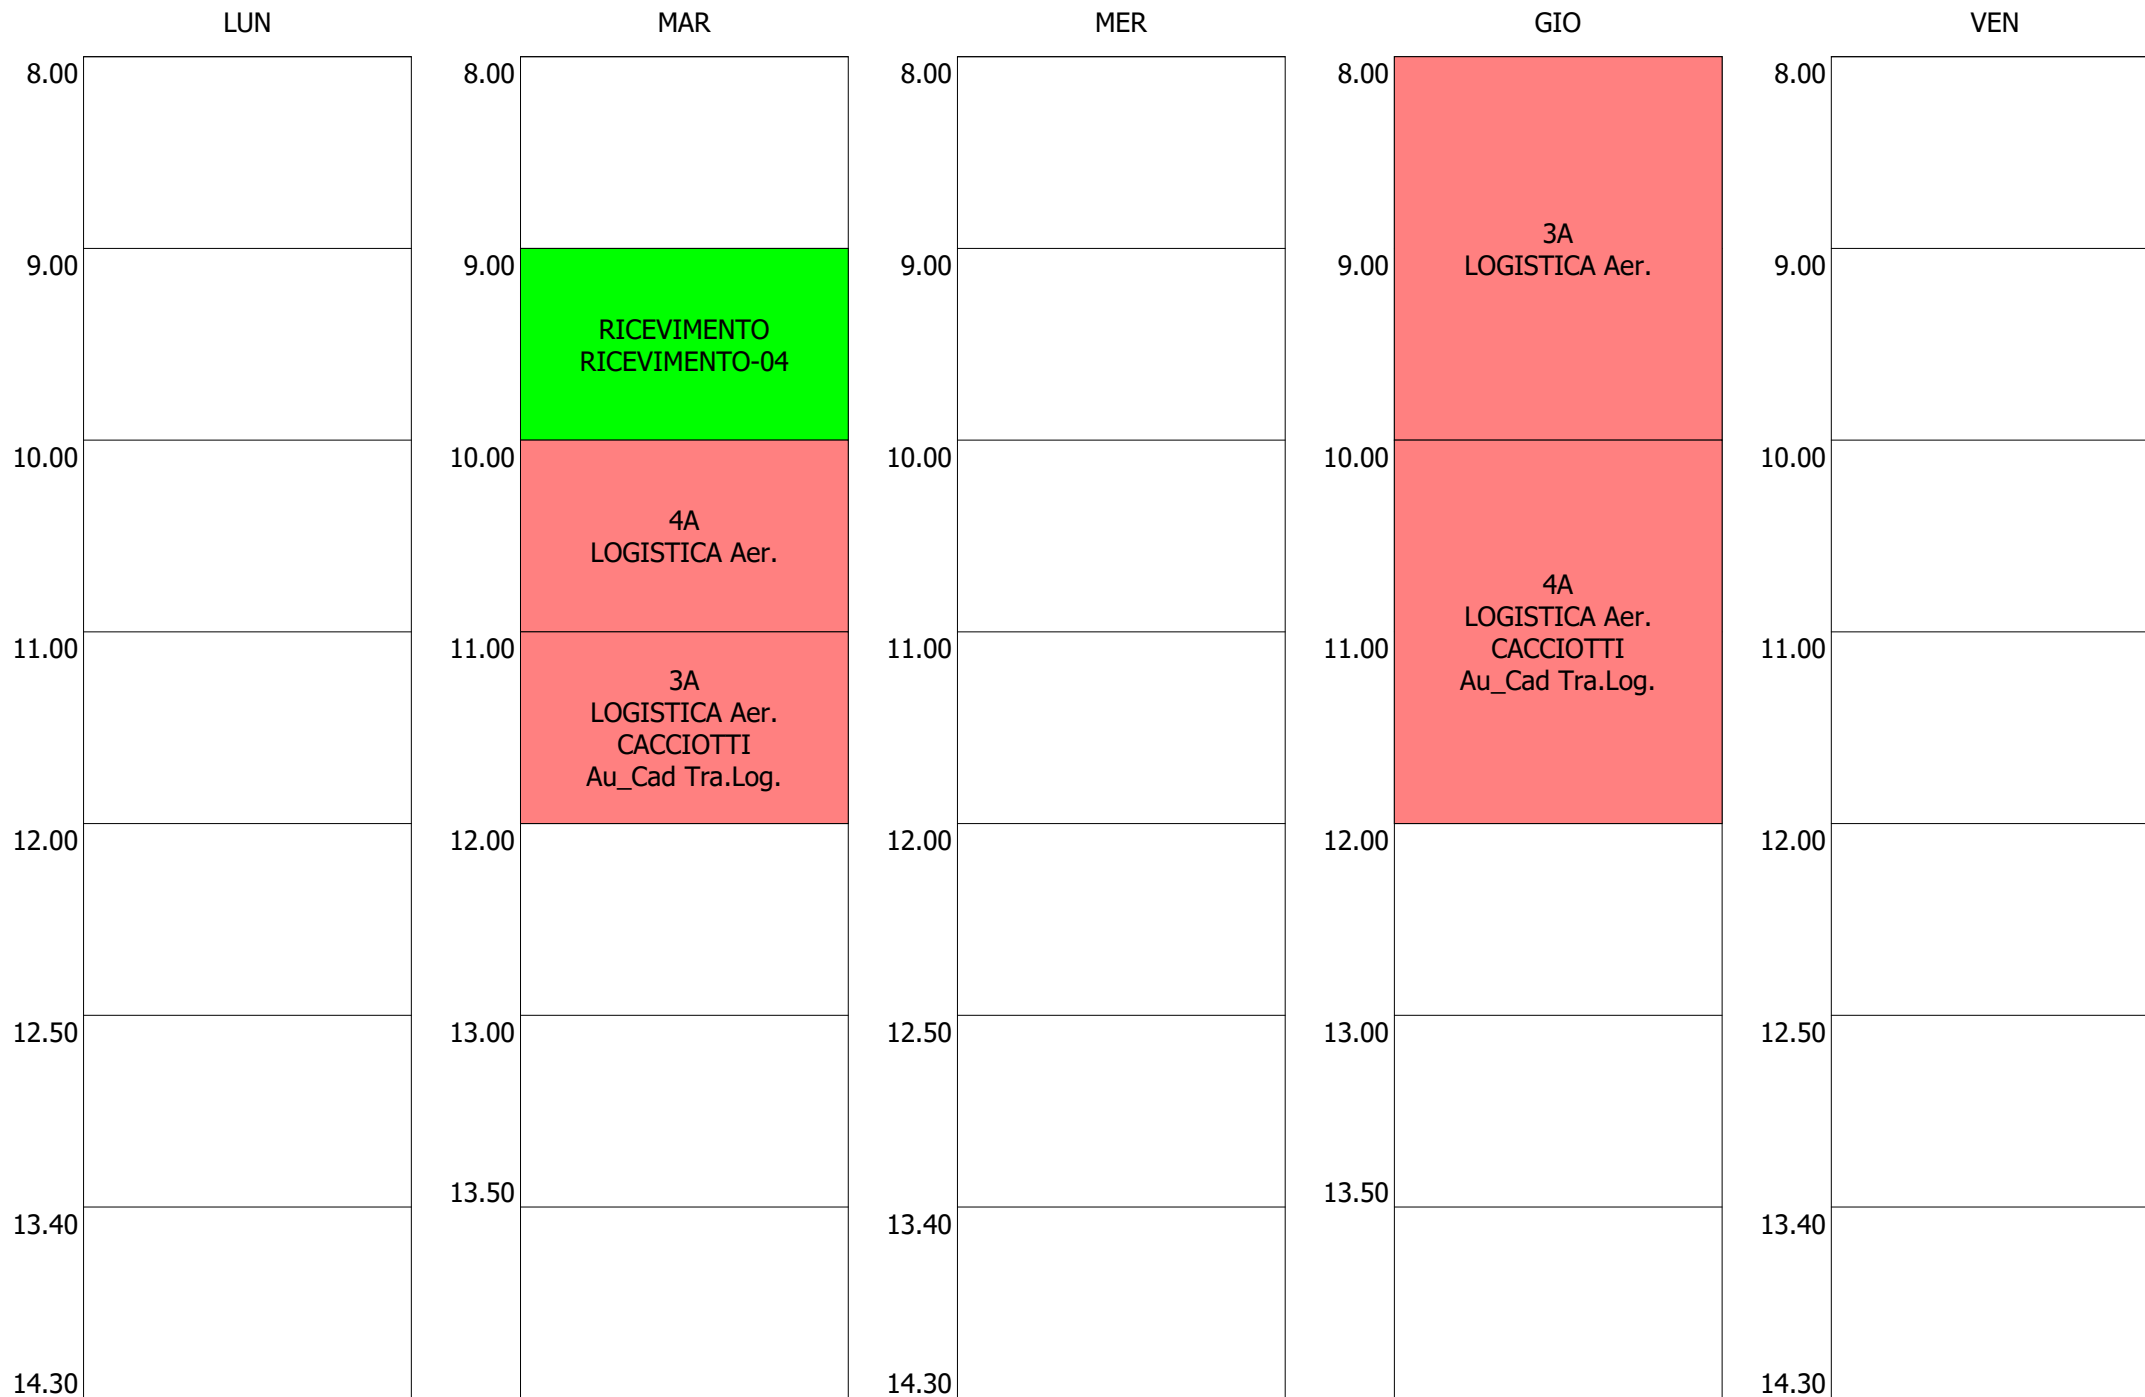 LUN
MAR
MER
GIO
VEN
8.00
9.00
10.00
11.00
12.00
12.50
13.40
14.30
8.00
9.00
10.00
11.00
12.00
13.00
13.50
RICEVIMENTO
RICEVIMENTO-04
4A
LOGISTICA Aer.
3A
LOGISTICA Aer.
CACCIOTTI
Au_Cad Tra.Log.
8.00
9.00
10.00
11.00
12.00
12.50
13.40
14.30
8.00
9.00
10.00
11.00
12.00
13.00
13.50
3A
LOGISTICA Aer.
4A
LOGISTICA Aer.
CACCIOTTI
Au_Cad Tra.Log.
8.00
9.00
10.00
11.00
12.00
12.50
13.40
14.30